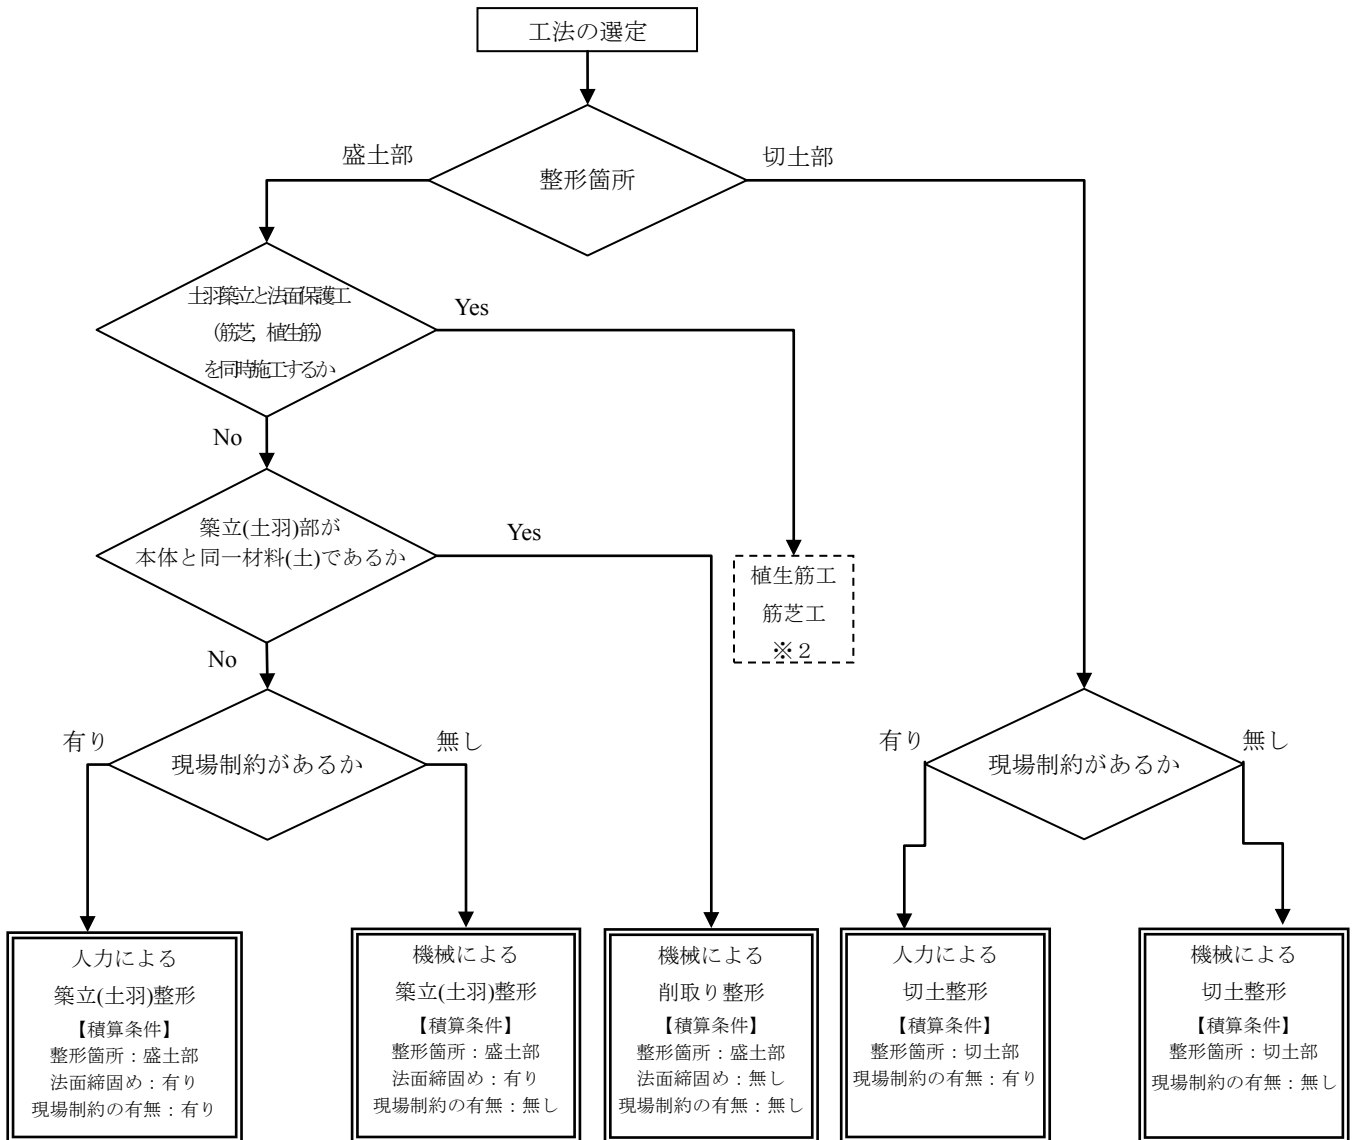 工法の選定
盛土部
切土部
整形箇所
土羽築立と法面保護工
(筋芝, 植生筋)
を同時施工するか
Yes
No
築立(土羽)部が
本体と同一材料(土)であるか
Yes
植生筋工
筋芝工
※2
No
有り
現場制約があるか
無し
有り
現場制約があるか
無し
人力による
築立(土羽)整形
【積算条件】
整形箇所:盛土部
法面締固め:有り
現場制約の有無:有り
機械による
築立(土羽)整形
【積算条件】
整形箇所:盛土部
法面締固め:有り
現場制約の有無:無し
機械による
削取り整形
【積算条件】
整形箇所:盛土部
法面締固め:無し
現場制約の有無:無し
人力による
切土整形
【積算条件】
整形箇所:切土部
現場制約の有無:有り
機械による
切土整形
【積算条件】
整形箇所:切土部
現場制約の有無:無し